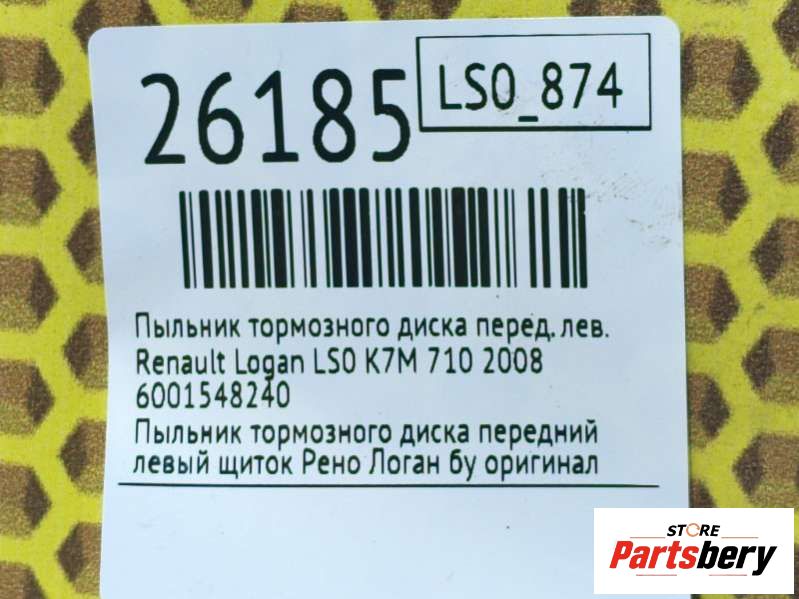 26185
LS0_874
Пыльник тормозного диска перед. лев.
Renault Logan LS0 K7M 710 2008
6001548240
Пыльник тормозного диска передний
левый щиток Рено Логан бу оригинал
STORE
Partsbery